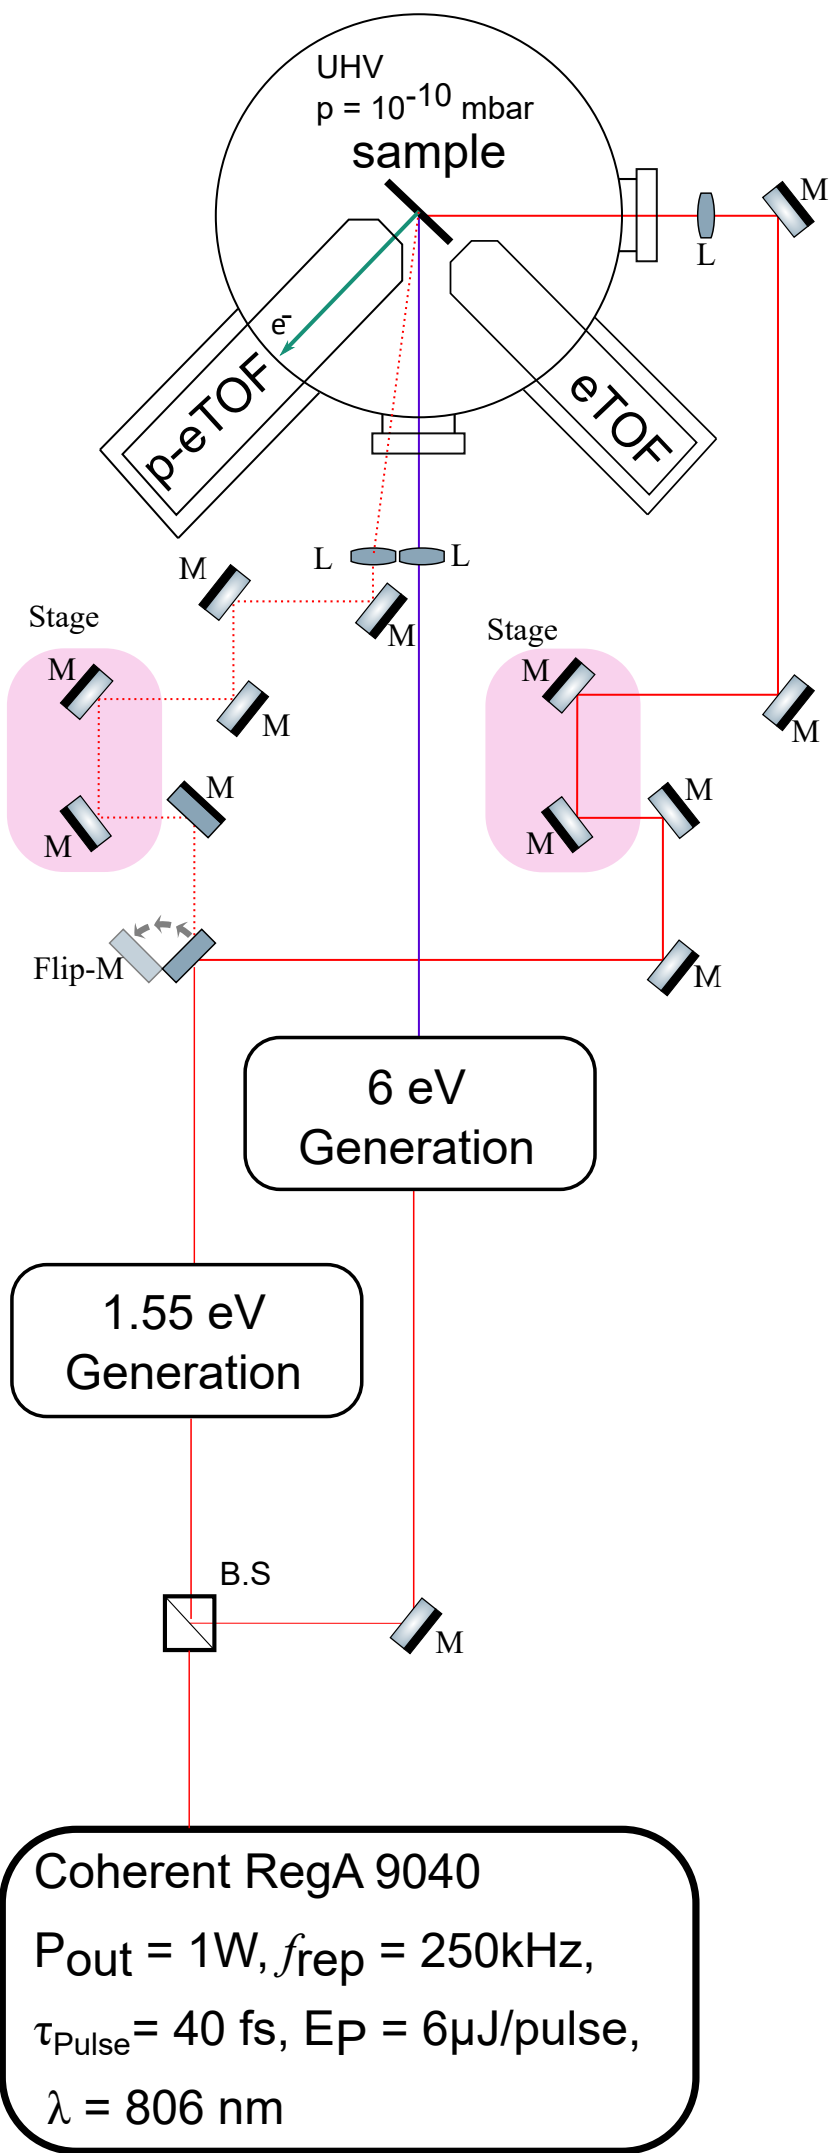 UHV
p = 10⁻¹⁰ mbar
sample
M
L
e⁻
p-eTOF
eTOF
L
L
M
M
Stage
Stage
M
M
M
M
M
M
M
M
M
Flip-M
M
6 eV
Generation
1.55 eV
Generation
B.S
M
Coherent RegA 9040
Pout = 1W, frep = 250kHz,
τPulse= 40 fs, EP = 6µJ/pulse,
λ = 806 nm